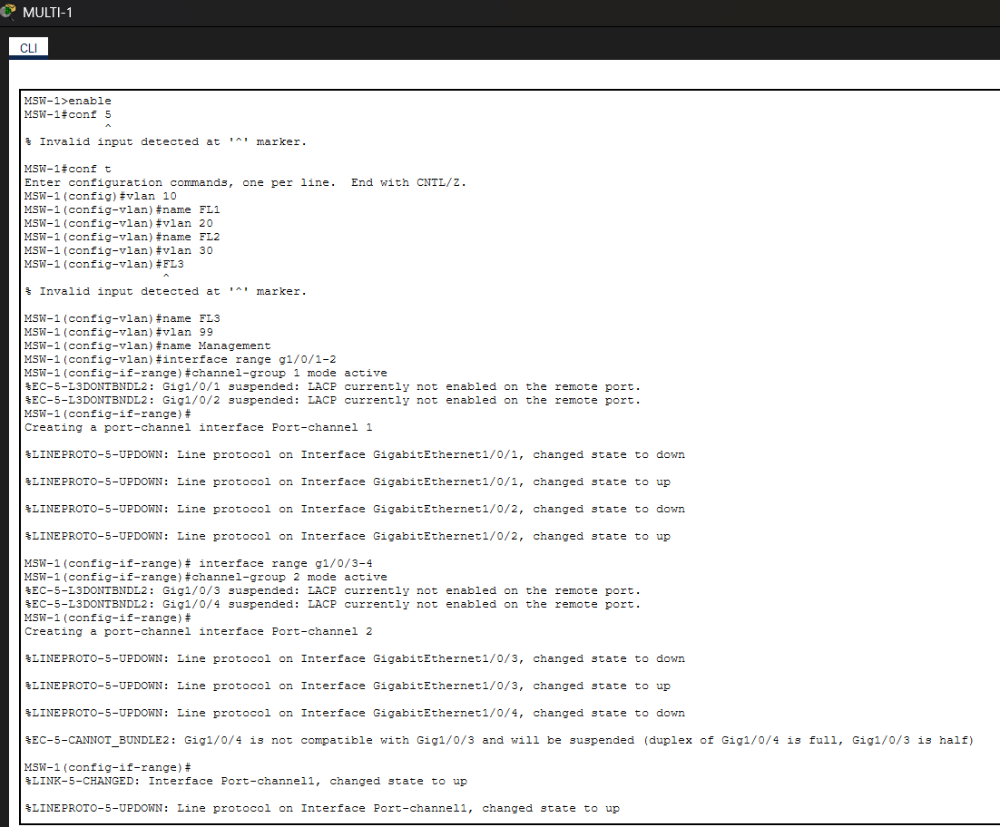 MULTI-1
CLI
MSW-1>enable
MSW-1#conf 5
^
% Invalid input detected at '^' marker.
MSW-1#conf t
Enter configuration commands, one per line.  End with CNTL/Z.
MSW-1(config)#vlan 10
MSW-1(config-vlan)#name FL1
MSW-1(config-vlan)#vlan 20
MSW-1(config-vlan)#name FL2
MSW-1(config-vlan)#vlan 30
MSW-1(config-vlan)#FL3
^
% Invalid input detected at '^' marker.
MSW-1(config-vlan)#name FL3
MSW-1(config-vlan)#vlan 99
MSW-1(config-vlan)#name Management
MSW-1(config-vlan)#interface range g1/0/1-2
MSW-1(config-if-range)#channel-group 1 mode active
%EC-5-L3DONTBNDL2: Gig1/0/1 suspended: LACP currently not enabled on the remote port.
%EC-5-L3DONTBNDL2: Gig1/0/2 suspended: LACP currently not enabled on the remote port.
MSW-1(config-if-range)#
Creating a port-channel interface Port-channel 1
%LINEPROTO-5-UPDOWN: Line protocol on Interface GigabitEthernet1/0/1, changed state to down
%LINEPROTO-5-UPDOWN: Line protocol on Interface GigabitEthernet1/0/1, changed state to up
%LINEPROTO-5-UPDOWN: Line protocol on Interface GigabitEthernet1/0/2, changed state to down
%LINEPROTO-5-UPDOWN: Line protocol on Interface GigabitEthernet1/0/2, changed state to up
MSW-1(config-if-range)# interface range g1/0/3-4
MSW-1(config-if-range)#channel-group 2 mode active
%EC-5-L3DONTBNDL2: Gig1/0/3 suspended: LACP currently not enabled on the remote port.
%EC-5-L3DONTBNDL2: Gig1/0/4 suspended: LACP currently not enabled on the remote port.
MSW-1(config-if-range)#
Creating a port-channel interface Port-channel 2
%LINEPROTO-5-UPDOWN: Line protocol on Interface GigabitEthernet1/0/3, changed state to down
%LINEPROTO-5-UPDOWN: Line protocol on Interface GigabitEthernet1/0/3, changed state to up
%LINEPROTO-5-UPDOWN: Line protocol on Interface GigabitEthernet1/0/4, changed state to down
%EC-5-CANNOT_BUNDLE2: Gig1/0/4 is not compatible with Gig1/0/3 and will be suspended (duplex of Gig1/0/4 is full, Gig1/0/3 is half)
MSW-1(config-if-range)#
%LINK-5-CHANGED: Interface Port-channel1, changed state to up
%LINEPROTO-5-UPDOWN: Line protocol on Interface Port-channel1, changed state to up